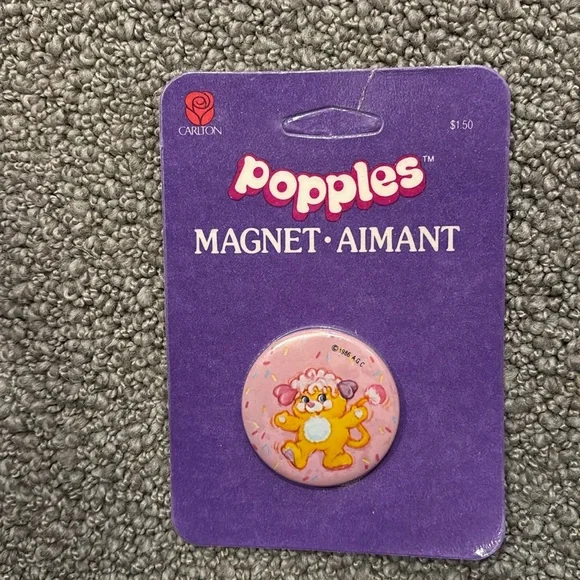 CARLTON
$1.50
popples™
MAGNET • AIMANT
© 1986 A.G.C.